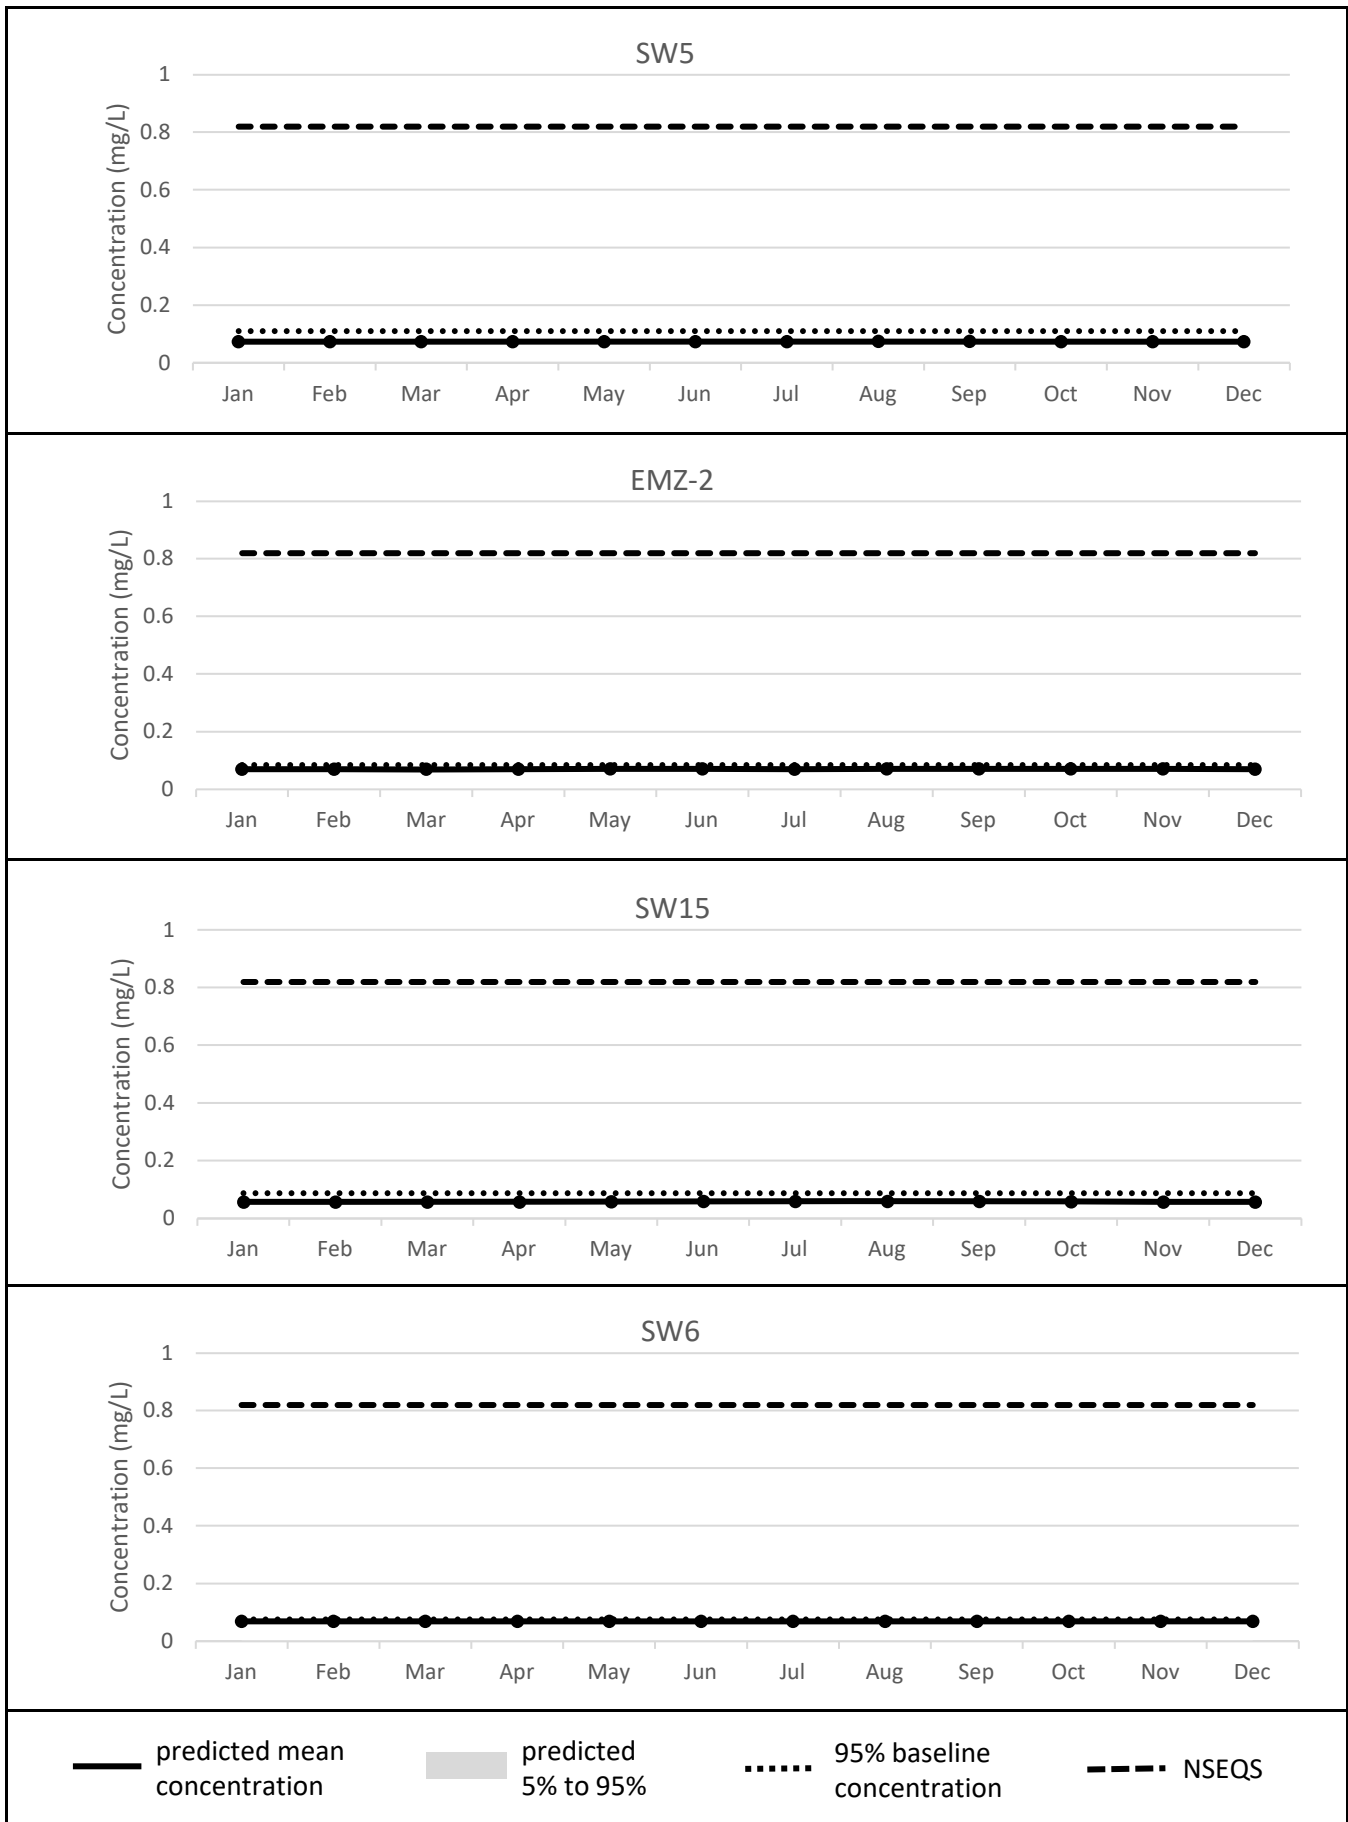 SW5
Concentration (mg/L)
1
0.8
0.6
0.4
0.2
0
Jan Feb Mar Apr May Jun Jul Aug Sep Oct Nov Dec
EMZ-2
Concentration (mg/L)
1
0.8
0.6
0.4
0.2
0
Jan Feb Mar Apr May Jun Jul Aug Sep Oct Nov Dec
SW15
Concentration (mg/L)
1
0.8
0.6
0.4
0.2
0
Jan Feb Mar Apr May Jun Jul Aug Sep Oct Nov Dec
SW6
Concentration (mg/L)
1
0.8
0.6
0.4
0.2
0
Jan Feb Mar Apr May Jun Jul Aug Sep Oct Nov Dec
predicted mean
concentration
predicted
5% to 95%
95% baseline
concentration
NSEQS